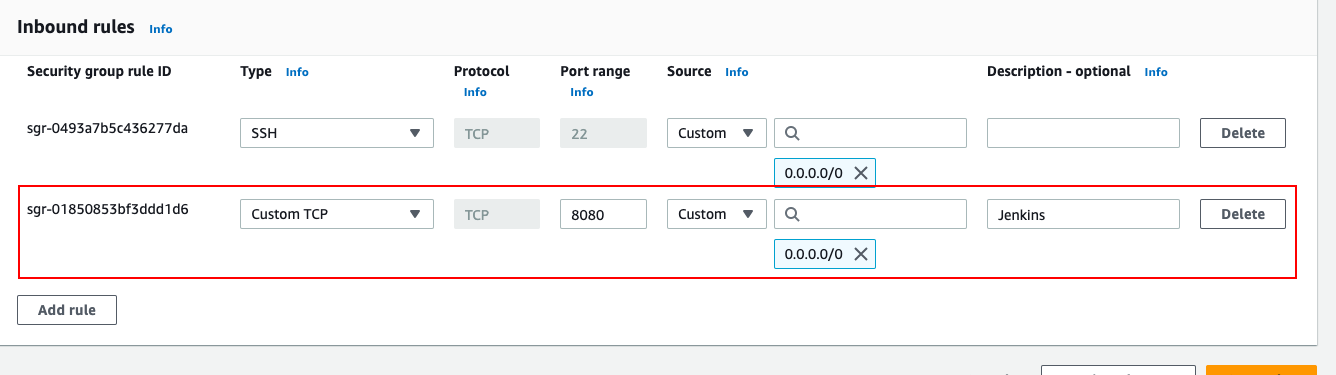 Inbound rules Info
Security group rule ID Type Info Protocol Info Port range Info Source Info Description - optional Info
sgr-0493a7b5c436277da SSH TCP 22 Custom Delete
0.0.0.0/0
sgr-01850853bf3ddd1d6 Custom TCP TCP 8080 Custom Jenkins Delete
0.0.0.0/0
Add rule